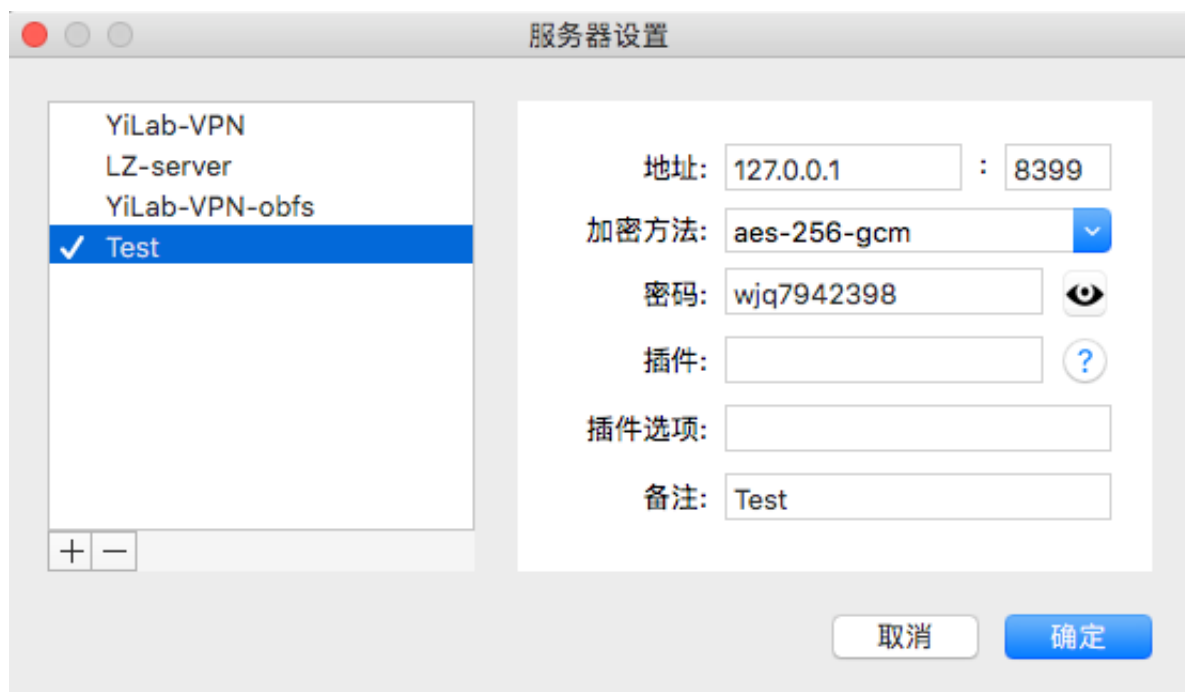 服务器设置
YiLab-VPN
LZ-server
YiLab-VPN-obfs
✓ Test
地址: 127.0.0.1 : 8399
加密方法: aes-256-gcm
密码: wjq7942398
插件: ?
插件选项:
备注: Test
+ −
取消 确定